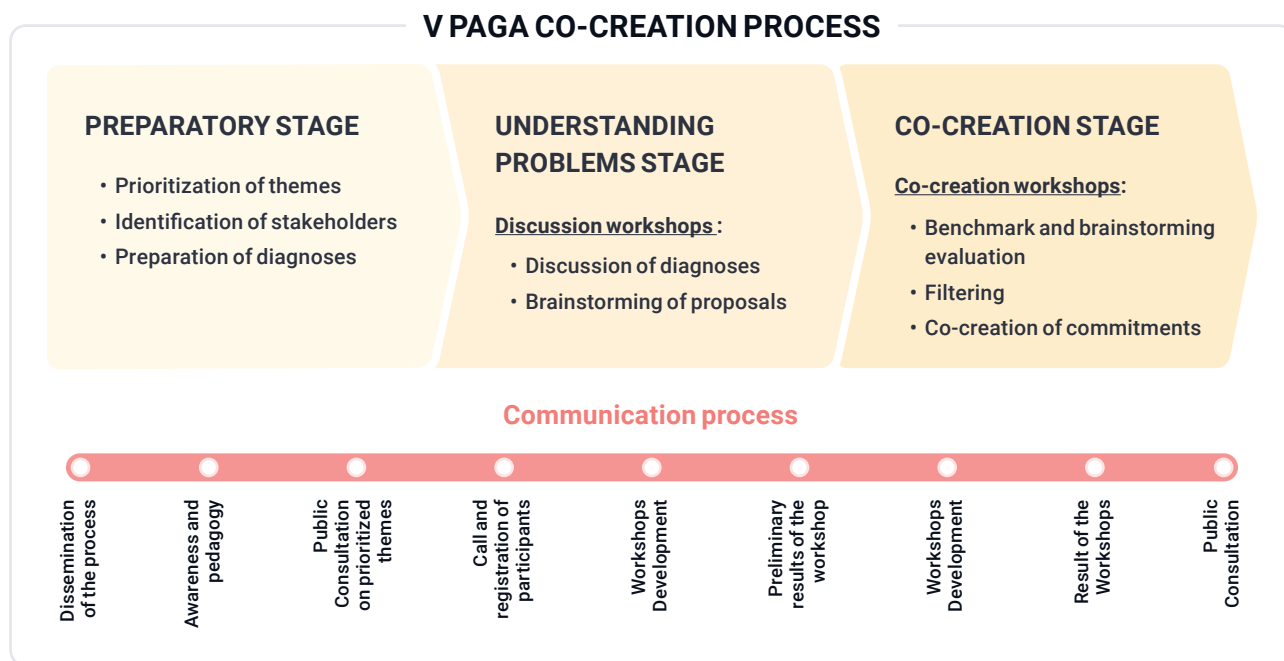 V PAGA CO-CREATION PROCESS
PREPARATORY STAGE
• Prioritization of themes
• Identification of stakeholders
• Preparation of diagnoses
UNDERSTANDING
PROBLEMS STAGE
Discussion workshops :
• Discussion of diagnoses
• Brainstorming of proposals
CO-CREATION STAGE
Co-creation workshops:
• Benchmark and brainstorming
evaluation
• Filtering
• Co-creation of commitments
Communication process
Dissemination
of the process
Awareness and
pedagogy
Public
Consultation
on prioritized
themes
Call and
registration of
participants
Workshops
Development
Preliminary
results of the
workshop
Workshops
Development
Result of the
Workshops
Public
Consultation